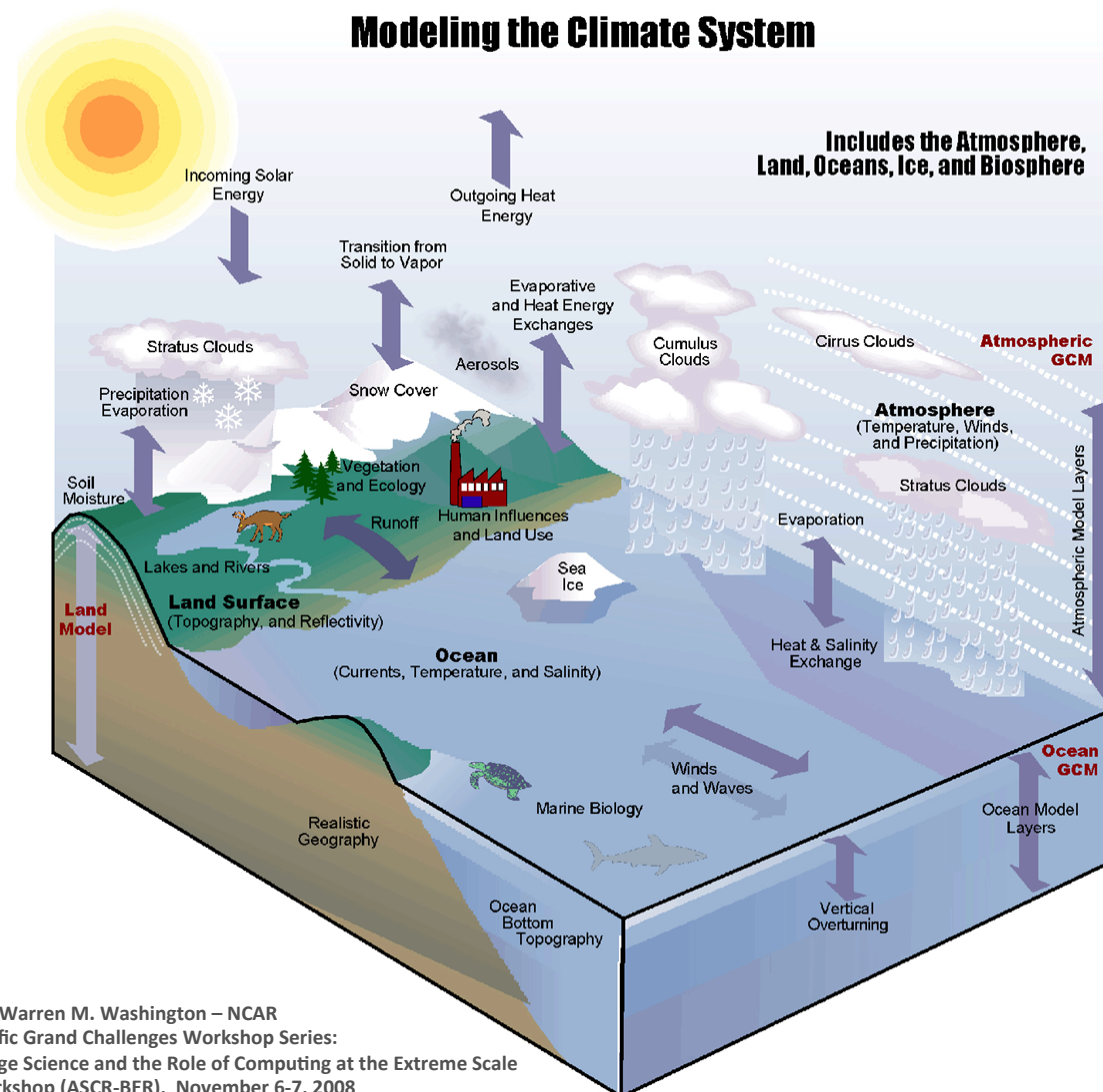 Modeling the Climate System
Includes the Atmosphere,
Land, Oceans, Ice, and Biosphere
Incoming Solar
Energy
Outgoing Heat
Energy
Transition from
Solid to Vapor
Evaporative
and Heat Energy
Exchanges
Stratus Clouds
Aerosols
Cumulus
Clouds
Cirrus Clouds
Atmospheric
GCM
Precipitation
Evaporation
Snow Cover
Atmosphere
(Temperature, Winds,
and Precipitation)
Soil
Moisture
Vegetation
and Ecology
Stratus Clouds
Atmospheric Model Layers
Runoff
Human Influences
and Land Use
Evaporation
Lakes and Rivers
Sea
Ice
Land
Model
Land Surface
(Topography, and Reflectivity)
Heat & Salinity
Exchange
Ocean
(Currents, Temperature, and Salinity)
Ocean
GCM
Winds
and Waves
Marine Biology
Ocean Model
Layers
Realistic
Geography
Ocean
Bottom
Topography
Vertical
Overturning
Warren M. Washington – NCAR
fic Grand Challenges Workshop Series:
ge Science and the Role of Computing at the Extreme Scale
kshop (ASCR-BER), November 6-7, 2008